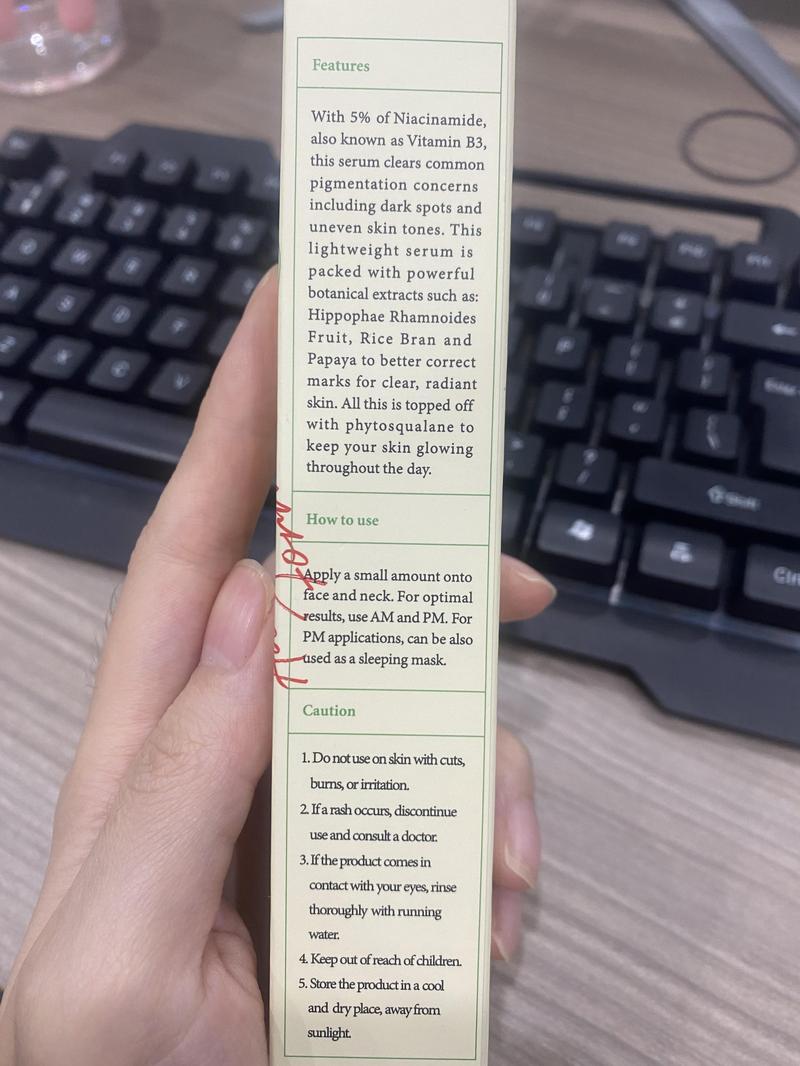 Features
With 5% of Niacinamide,
also known as Vitamin B3,
this serum clears common
pigmentation concerns
including dark spots and
uneven skin tones. This
lightweight serum is
packed with powerful
botanical extracts such as:
Hippophae Rhamnoides
Fruit, Rice Bran and
Papaya to better correct
marks for clear, radiant
skin. All this is topped off
with phytosqualane to
keep your skin glowing
throughout the day.
How to use
Apply a small amount onto
face and neck. For optimal
results, use AM and PM. For
PM applications, can be also
used as a sleeping mask.
Caution
1. Do not use on skin with cuts,
burns, or irritation.
2. If a rash occurs, discontinue
use and consult a doctor.
3. If the product comes in
contact with your eyes, rinse
thoroughly with running
water.
4. Keep out of reach of children.
5. Store the product in a cool
and dry place, away from
sunlight.